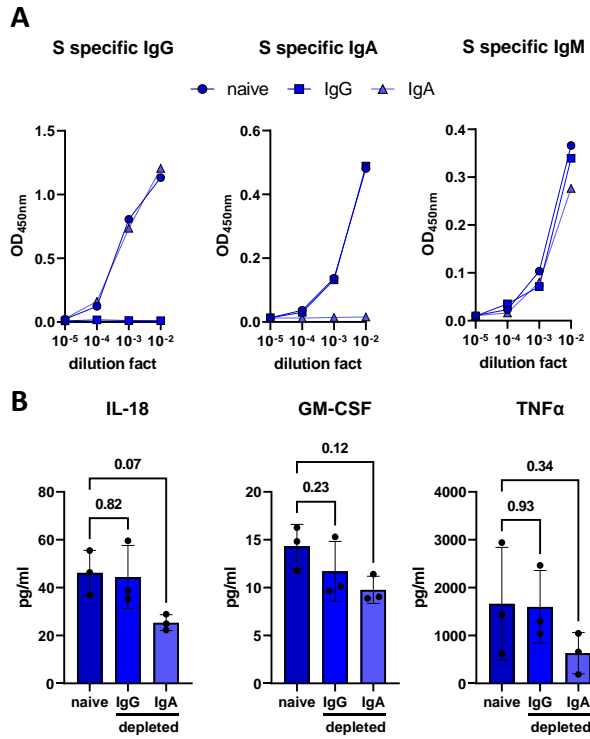 A
S specific IgG S specific IgA S specific IgM
naive IgG IgA
OD450nm
1.5
1.0
0.5
0.0
10-5 10-4 10-3 10-2
dilution fact
OD450nm
0.6
0.4
0.2
0.0
10-5 10-4 10-3 10-2
dilution fact
OD450nm
0.4
0.3
0.2
0.1
0.0
10-5 10-4 10-3 10-2
dilution fact
B
IL-18
0.07
0.82
pg/ml
80
60
40
20
0
naive IgG IgA
depleted
GM-CSF
0.12
0.23
pg/ml
20
15
10
5
0
naive IgG IgA
depleted
TNFα
0.34
0.93
pg/ml
4000
3000
2000
1000
0
naive IgG IgA
depleted